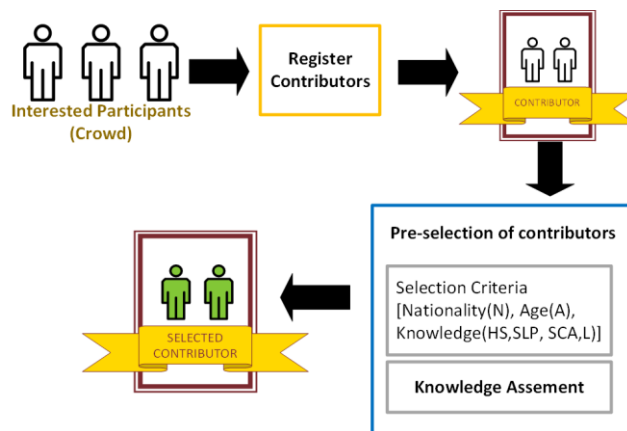 Interested Participants
(Crowd)
Register
Contributors
CONTRIBUTOR
Pre-selection of contributors
Selection Criteria
[Nationality(N), Age(A),
Knowledge(HS,SLP, SCA,L)]
Knowledge Assement
SELECTED
CONTRIBUTOR